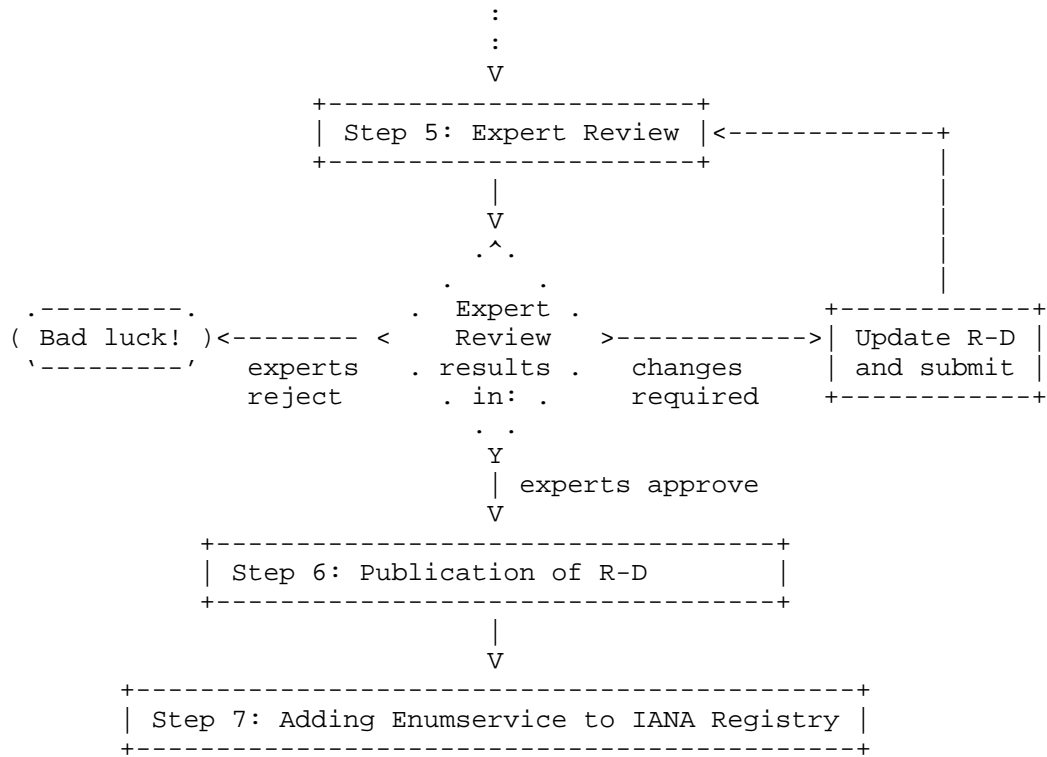 :
:
V
+-----------------------+
| Step 5: Expert Review |<-------------+
+-----------------------+              |
|                           |
V                           |
.^.                          |
.     .                         |
.---------.            .  Expert .               +------------+
( Bad luck! )<-------- <    Review   >------------>| Update R-D |
`---------'   experts   . results .   changes    | and submit |
reject     . in: .    required   +------------+
. .
Y
| experts approve
V
+-----------------------------------+
| Step 6: Publication of R-D        |
+-----------------------------------+
|
V
+---------------------------------------------+
| Step 7: Adding Enumservice to IANA Registry |
+---------------------------------------------+